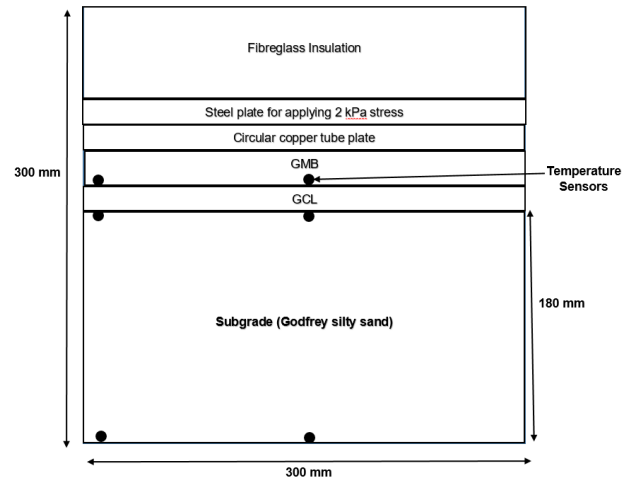 Fibreglass Insulation
Steel plate for applying 2 kPa stress
Circular copper tube plate
GMB
300 mm
Temperature
Sensors
GCL
180 mm
Subgrade (Godfrey silty sand)
300 mm